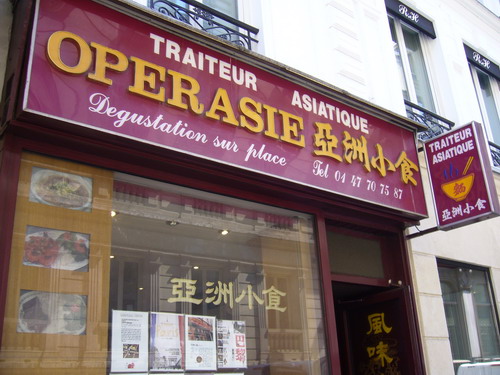 TRAITEUR ASIATIQUE
OPERASIE 亞洲小食
Degustation sur place Tel 01 47 70 75 87
TRAITEUR
ASIATIQUE
亞洲小食
亞洲小食
風味